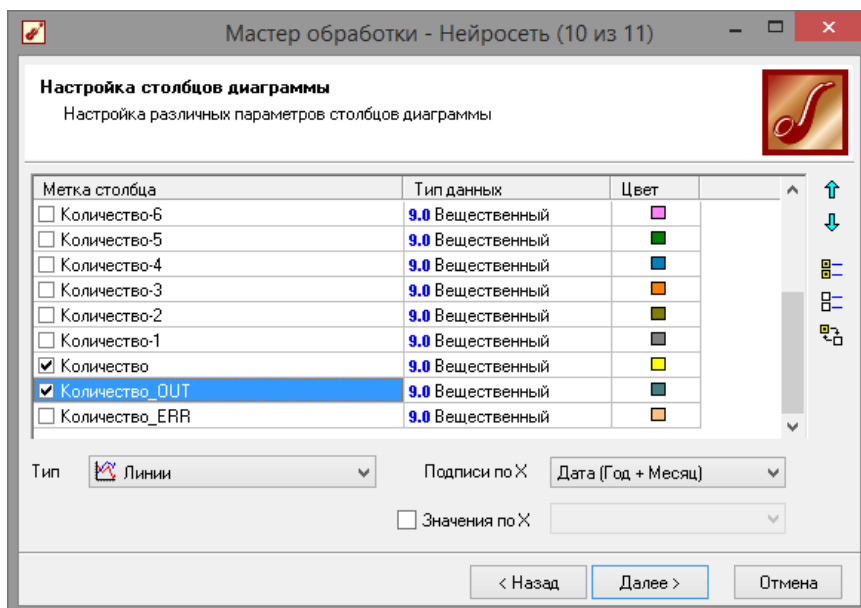 Мастер обработки - Нейросеть (10 из 11)
Настройка столбцов диаграммы
Настройка различных параметров столбцов диаграммы
Метка столбца Тип данных Цвет
Количество-6 9.0 Вещественный
Количество-5 9.0 Вещественный
Количество-4 9.0 Вещественный
Количество-3 9.0 Вещественный
Количество-2 9.0 Вещественный
Количество-1 9.0 Вещественный
Количество 9.0 Вещественный
Количество_OUT 9.0 Вещественный
Количество_ERR 9.0 Вещественный
Тип Линии Подписи по X Дата (Год + Месяц)
Значения по X
< Назад Далее > Отмена